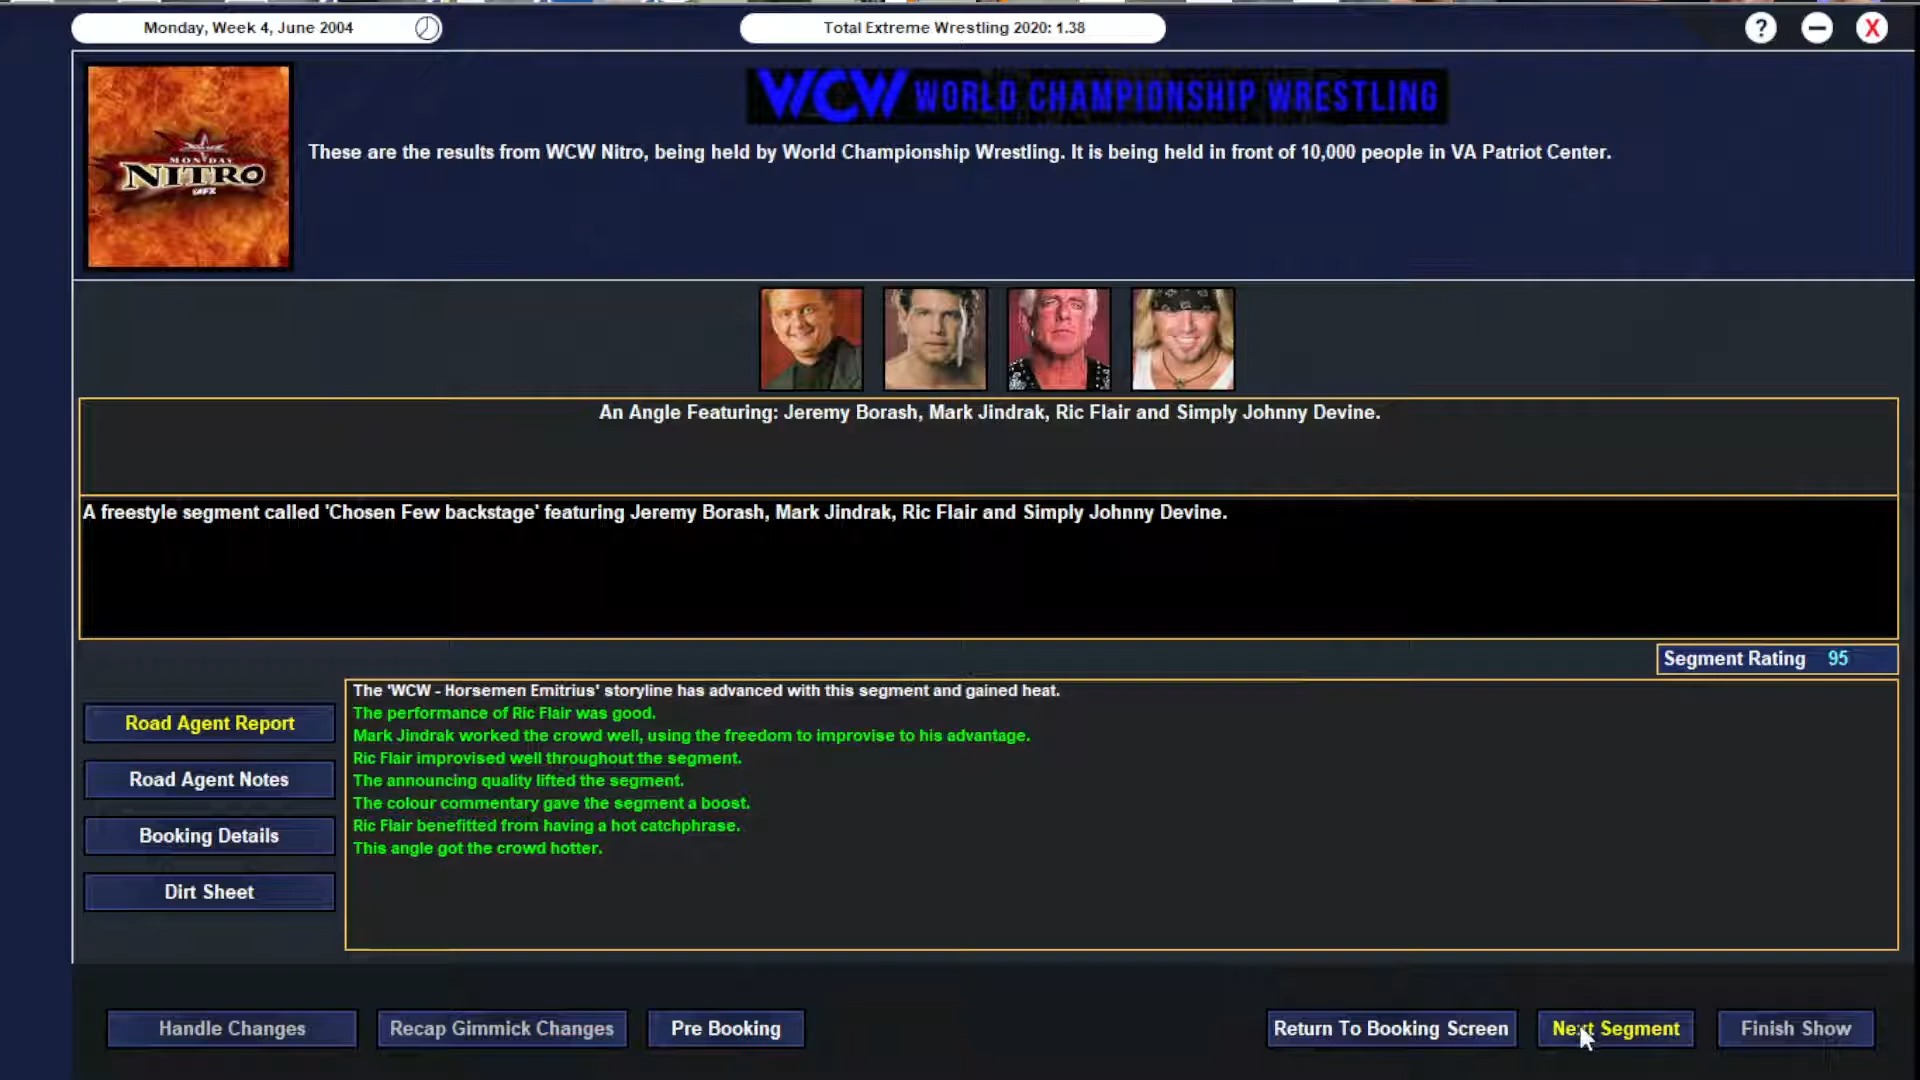 Monday, Week 4, June 2004
Total Extreme Wrestling 2020: 1.38
?
X
WCW WORLD CHAMPIONSHIP WRESTLING
MONDAY
NITRO
These are the results from WCW Nitro, being held by World Championship Wrestling. It is being held in front of 10,000 people in VA Patriot Center.
An Angle Featuring: Jeremy Borash, Mark Jindrak, Ric Flair and Simply Johnny Devine.
A freestyle segment called 'Chosen Few backstage' featuring Jeremy Borash, Mark Jindrak, Ric Flair and Simply Johnny Devine.
Segment Rating 95
The 'WCW - Horsemen Emitrius' storyline has advanced with this segment and gained heat.
The performance of Ric Flair was good.
Mark Jindrak worked the crowd well, using the freedom to improvise to his advantage.
Ric Flair improvised well throughout the segment.
The announcing quality lifted the segment.
The colour commentary gave the segment a boost.
Ric Flair benefitted from having a hot catchphrase.
This angle got the crowd hotter.
Road Agent Report
Road Agent Notes
Booking Details
Dirt Sheet
Handle Changes
Recap Gimmick Changes
Pre Booking
Return To Booking Screen
Next Segment
Finish Show